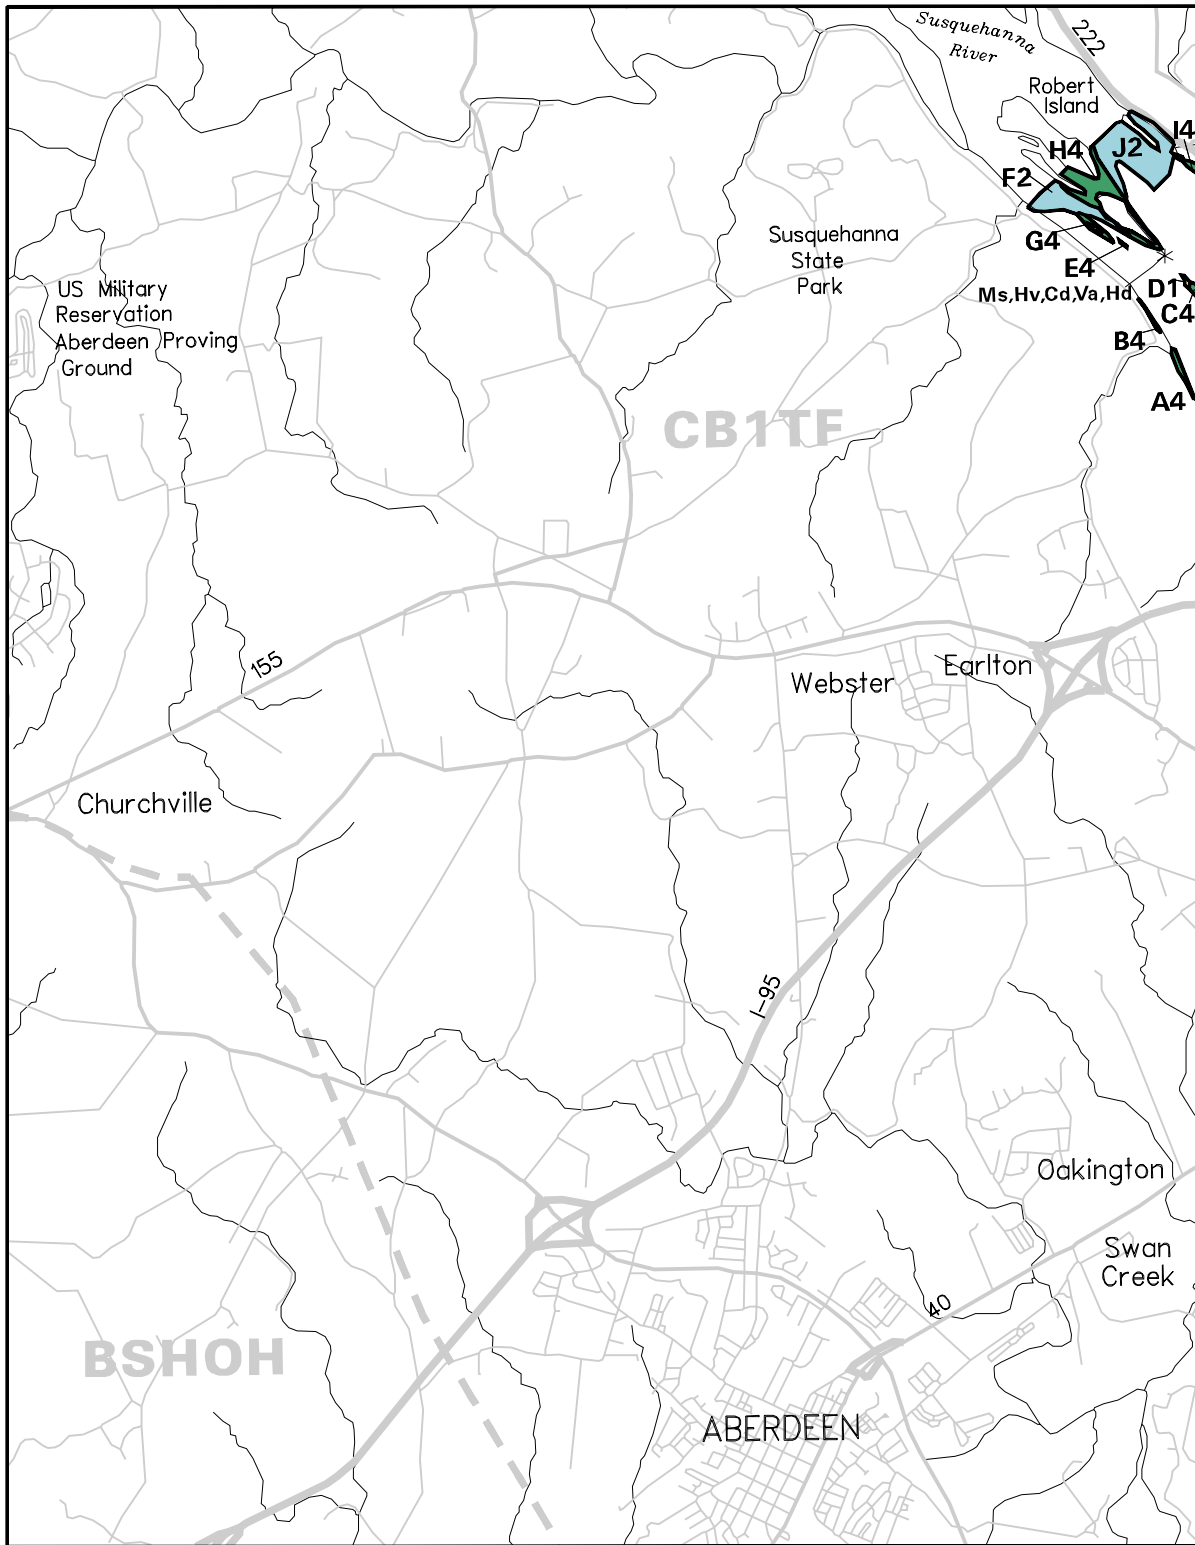 Susquehanna
River
222
Robert
Island
I4
J2
H4
F2
G4
E4
Ms,Hv,Cd,Va,Hd
D1
C4
B4
A4
Susquehanna
State
Park
US Military
Reservation
Aberdeen Proving
Ground
CB1TF
155
Webster
Earlton
Churchville
I-95
Oakington
Swan
Creek
40
BSHOH
ABERDEEN